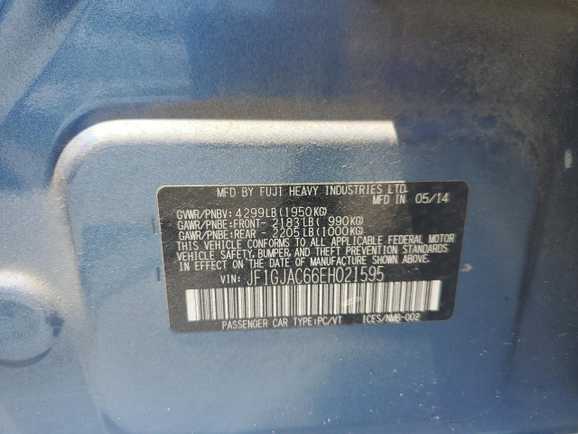 MFD BY FUJI HEAVY INDUSTRIES LTD.
MFD IN 05/14
GVWR/PNBV: 4299LB(1950KG)
GAWR/PNBE:FRONT- 2183LB( 990KG)
GAWR/PNBE:REAR - 2205LB(1000KG)
THIS VEHICLE CONFORMS TO ALL APPLICABLE FEDERAL MOTOR
VEHICLE SAFETY, BUMPER, AND THEFT PREVENTION STANDARDS
IN EFFECT ON THE DATE OF MANUFACTURE SHOWN ABOVE.
VIN: JF1GJAC66EH021595
PASSENGER CAR TYPE:PC/VT ICES/NMB-002